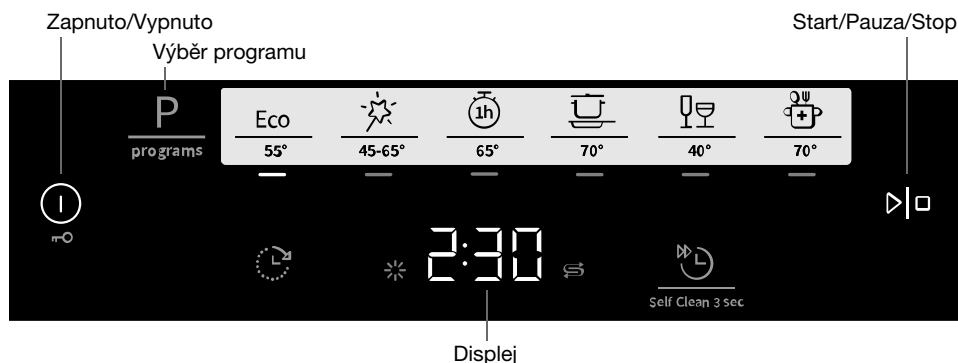 Zapnuto/Vypnuto
Start/Pauza/Stop
Výběr programu
P
programs
Eco
1h
55°
45-65°
65°
70°
40°
70°
2:30
Self Clean 3 sec
Displej